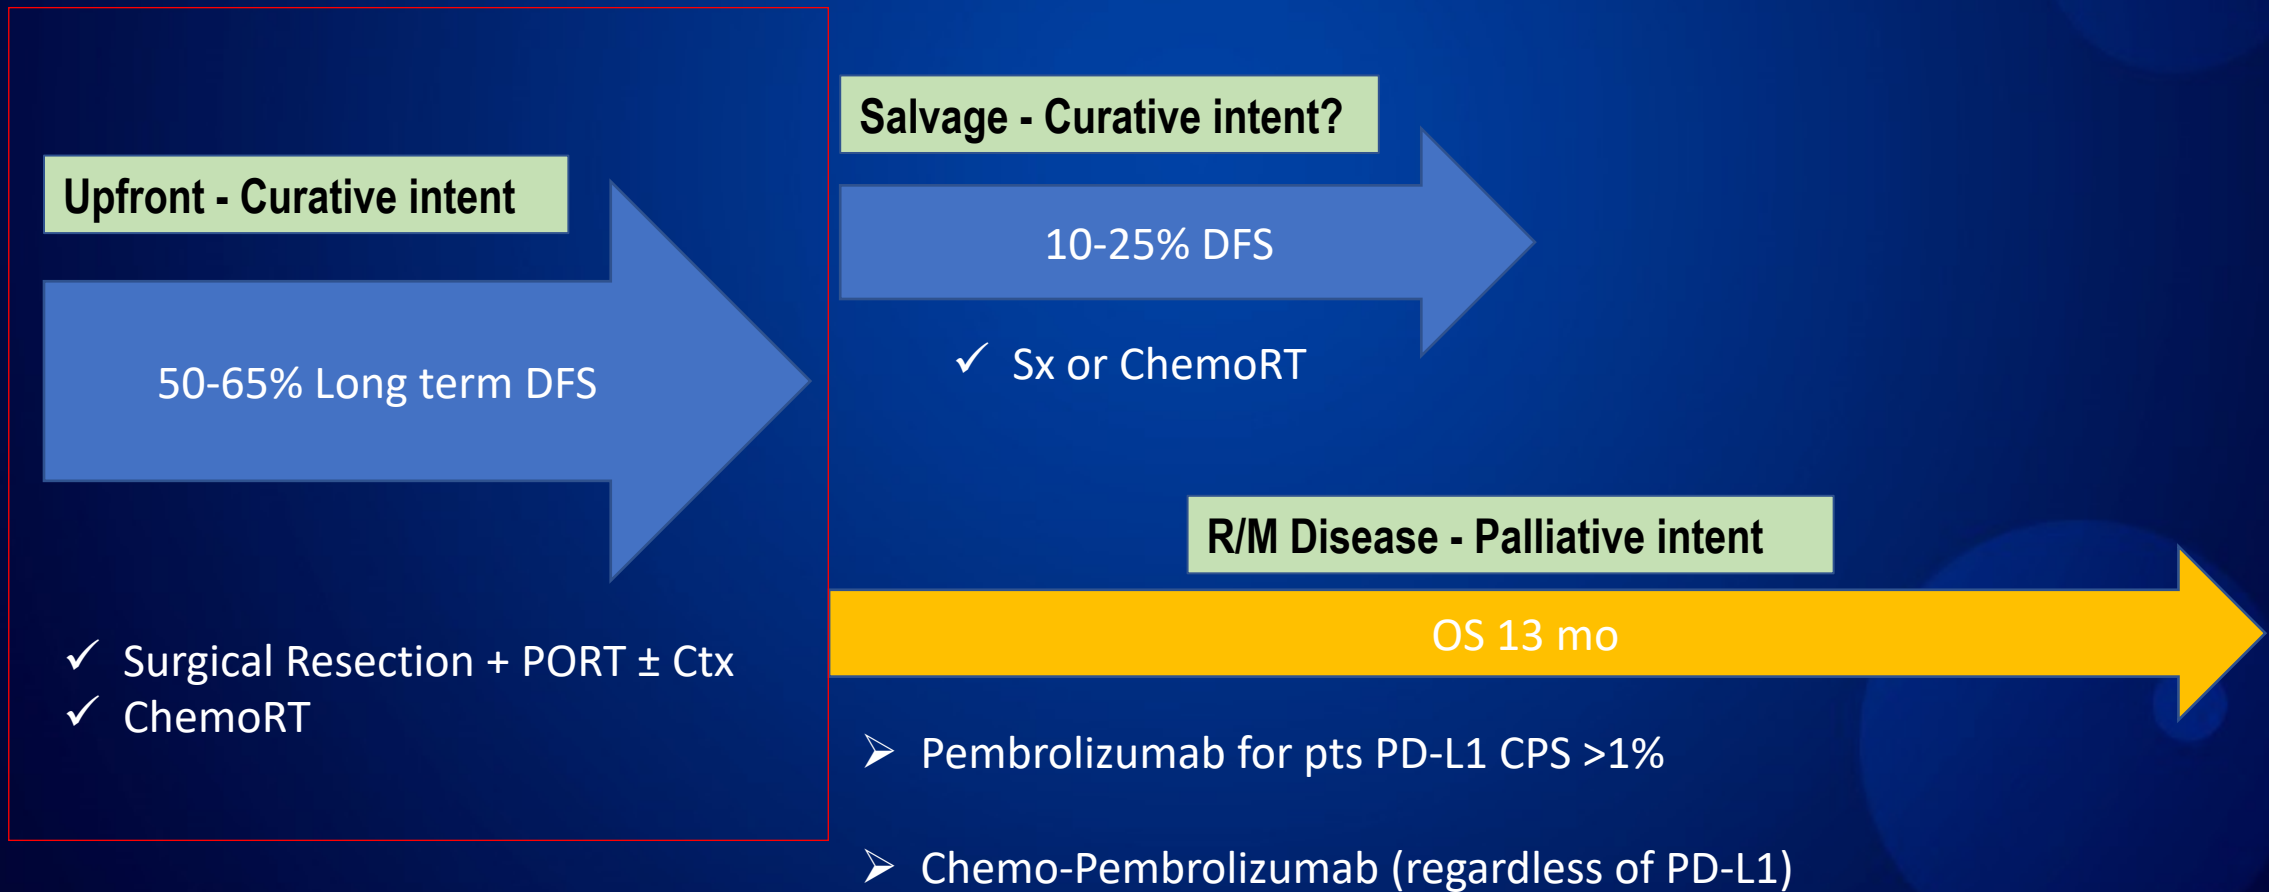 Upfront - Curative intent
50-65% Long term DFS
✓ Surgical Resection + PORT ± Ctx
✓ ChemoRT
Salvage - Curative intent?
10-25% DFS
✓ Sx or ChemoRT
R/M Disease - Palliative intent
OS 13 mo
➢ Pembrolizumab for pts PD-L1 CPS >1%
➢ Chemo-Pembrolizumab (regardless of PD-L1)